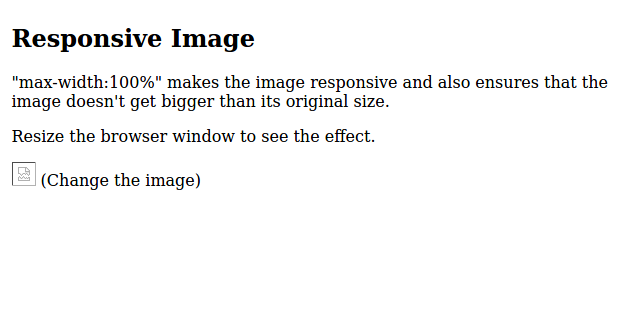 Responsive Image
"max-width:100%" makes the image responsive and also ensures that the
image doesn't get bigger than its original size.
Resize the browser window to see the effect.
(Change the image)